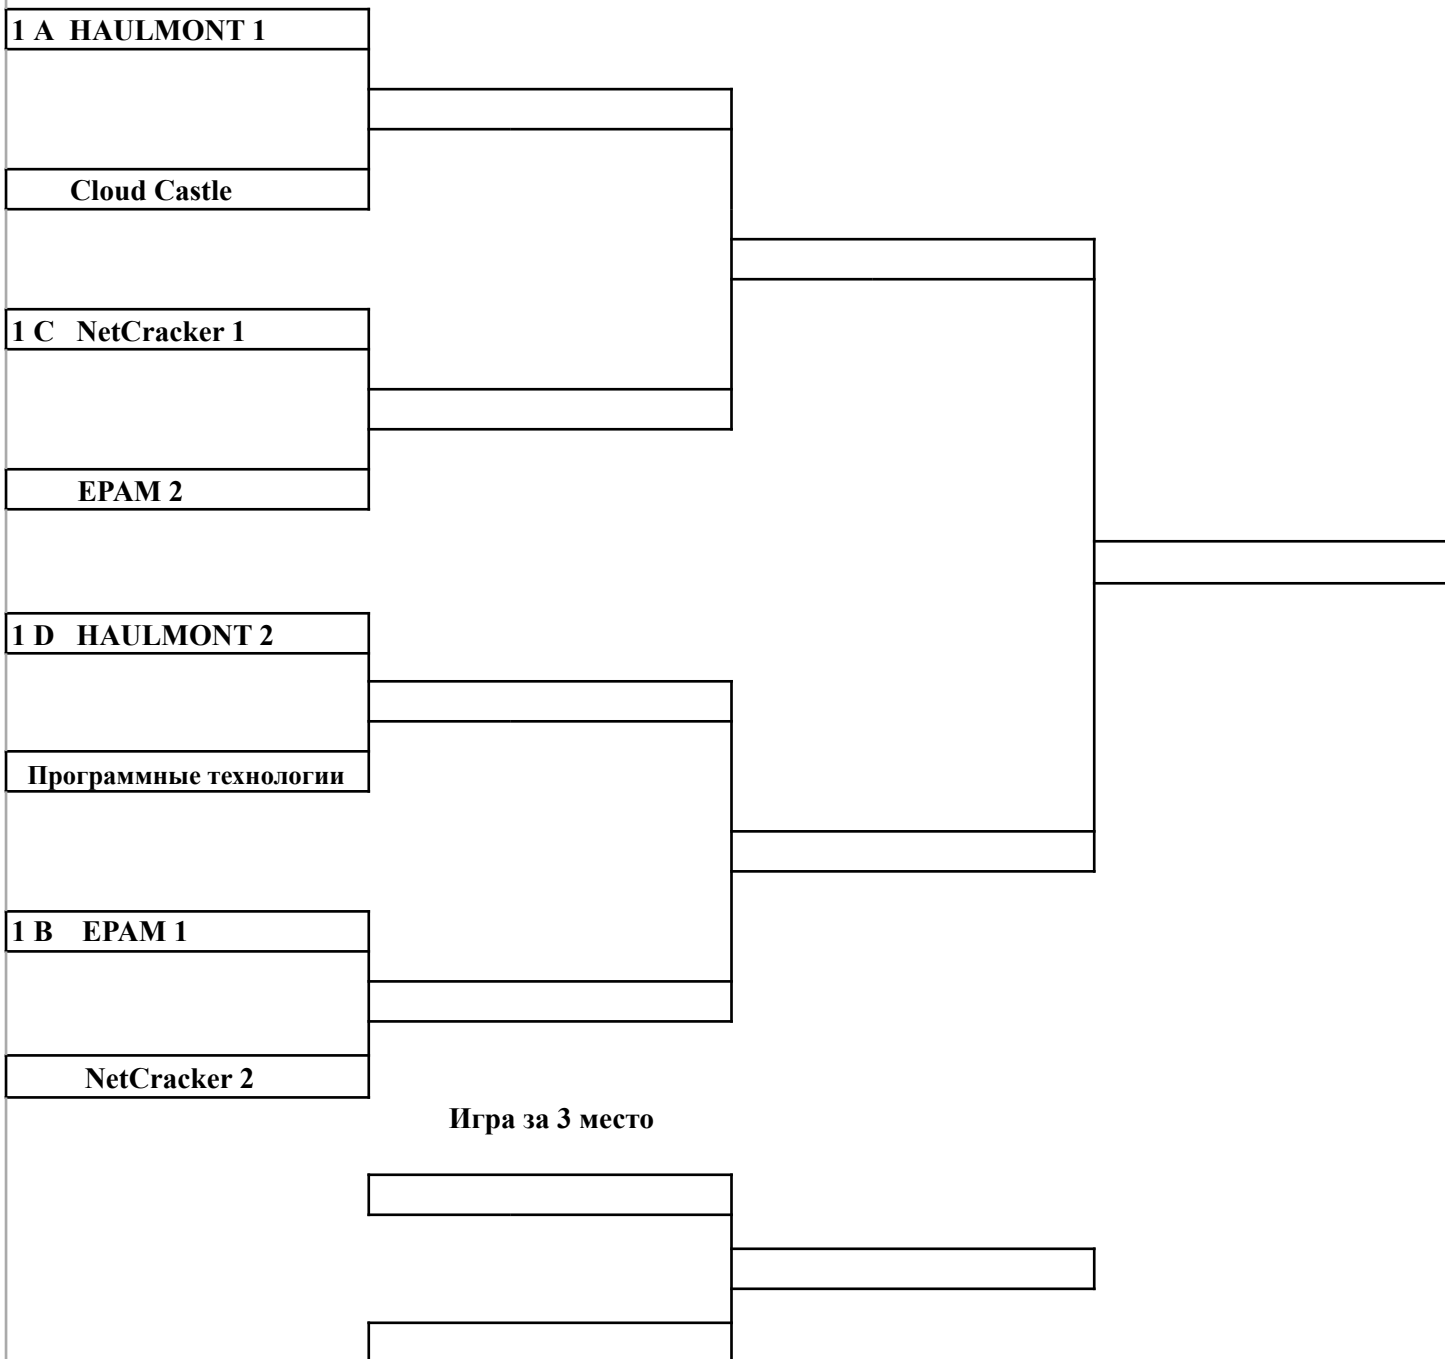 1 A HAULMONT 1
Cloud Castle
1 C NetCracker 1
EPAM 2
1 D HAULMONT 2
Программные технологии
1 B EPAM 1
NetCracker 2
Игра за 3 место